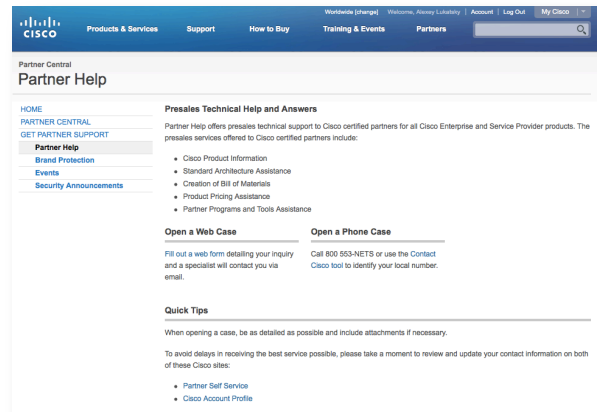 Worldwide [change] Welcome, Alexey Lukatsky Account Log Out My Cisco
CISCO Products & Services Support How to Buy Training & Events Partners
Partner Central
Partner Help
HOME
PARTNER CENTRAL
GET PARTNER SUPPORT
Partner Help
Brand Protection
Events
Security Announcements
Presales Technical Help and Answers
Partner Help offers presales technical support to Cisco certified partners for all Cisco Enterprise and Service Provider products. The
presales services offered to Cisco certified partners include:
Cisco Product Information
Standard Architecture Assistance
Creation of Bill of Materials
Product Pricing Assistance
Partner Programs and Tools Assistance
Open a Web Case
Fill out a web form detailing your inquiry
and a specialist will contact you via
email.
Open a Phone Case
Call 800 553-NETS or use the Contact
Cisco tool to identify your local number.
Quick Tips
When opening a case, be as detailed as possible and include attachments if necessary.
To avoid delays in receiving the best service possible, please take a moment to review and update your contact information on both
of these Cisco sites:
Partner Self Service
Cisco Account Profile